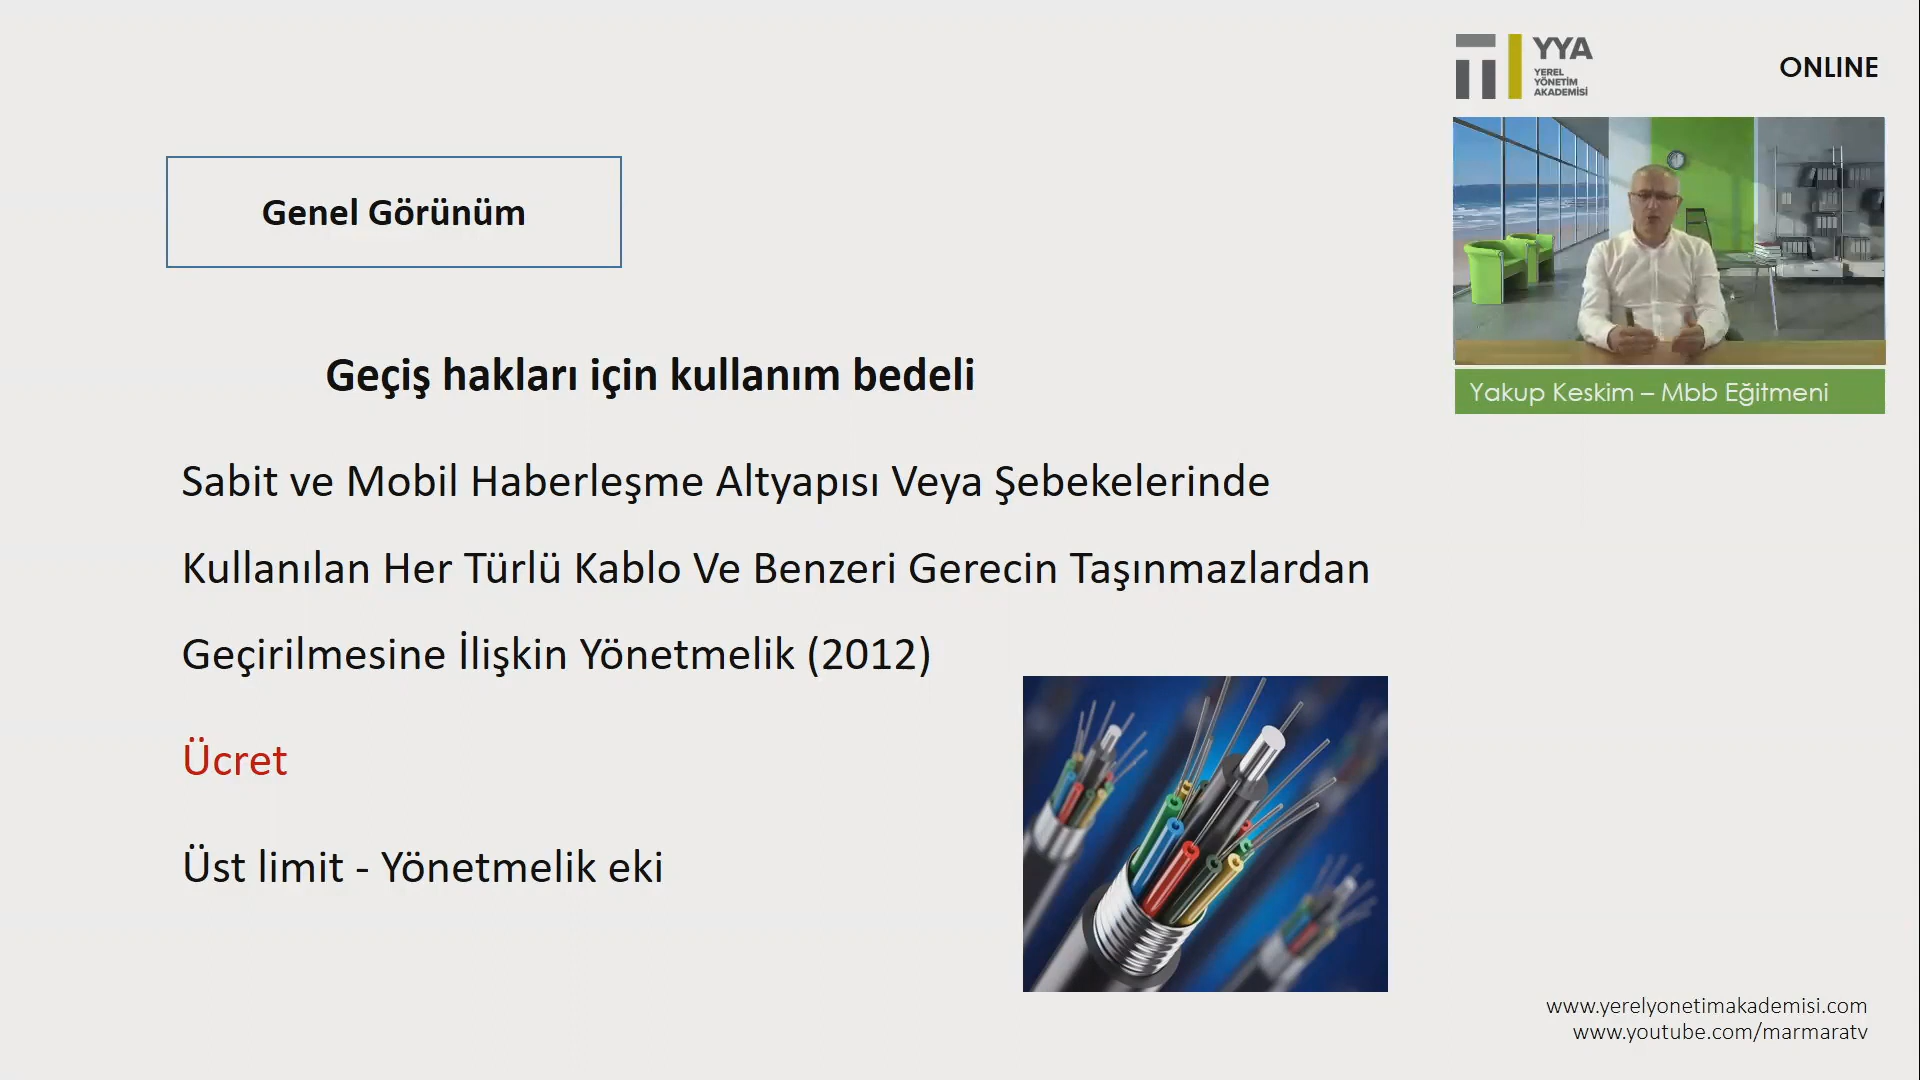 YYA
YEREL
YÖNETİM
AKADEMİSİ
ONLINE
Genel Görünüm
Geçiş hakları için kullanım bedeli
Yakup Keskim – Mbb Eğitmeni
Sabit ve Mobil Haberleşme Altyapısı Veya Şebekelerinde
Kullanılan Her Türlü Kablo Ve Benzeri Gerecin Taşınmazlardan
Geçirilmesine İlişkin Yönetmelik (2012)
Ücret
Üst limit - Yönetmelik eki
www.yerelyonetimakademisi.com
www.youtube.com/marmaratv